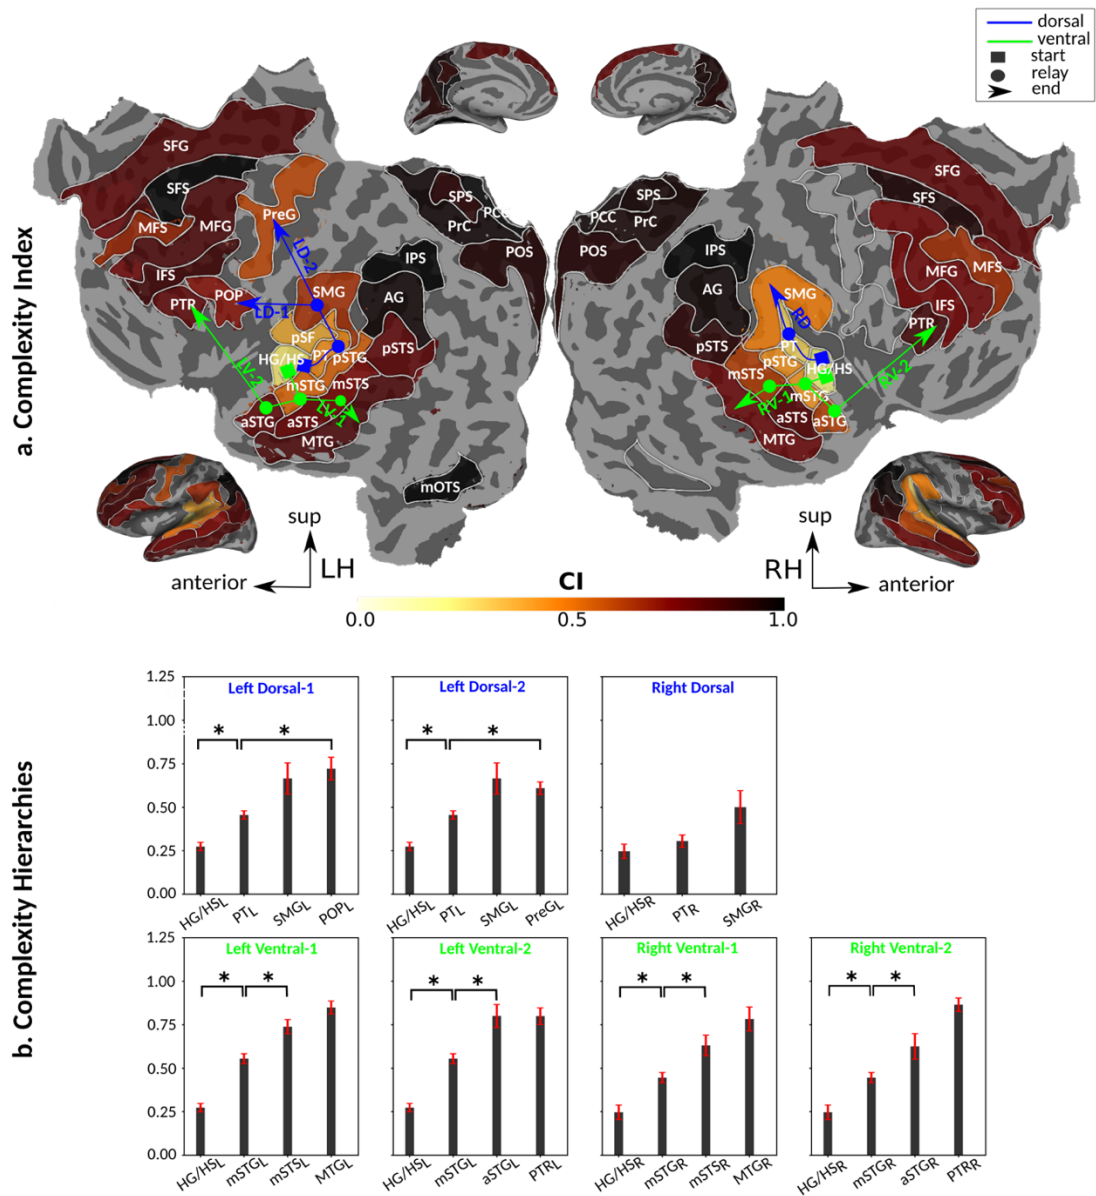 dorsal
ventral
start
relay
end
a. Complexity Index
SFG
SFS
MFS
MFG
IFS
PTR
POP
PreG
LD-2
LD-1
SMG
pSF
HG/HS
PT
pSTG
mSTG
mSTS
pSTS
LV-2
LV-1
aSTG
aSTS
MTG
mOTS
IPS
AG
SPS
PrC
POS
SPS
PCC
PrC
POS
IPS
AG
pSTS
SMG
RD
PT
pSTG
HG/HS
mSTS
mSTG
RV-1
RV-2
aSTS
aSTG
MTG
SFG
SFS
MFG
MFS
IFS
PTR
sup
anterior
LH
sup
RH
anterior
CI
0.0 0.5 1.0
b. Complexity Hierarchies
Left Dorsal-1
1.25
1.00
0.75
0.50
0.25
0.00
* *
HG/HSL PTL SMGL POPL
Left Dorsal-2
* *
HG/HSL PTL SMGL PreGL
Right Dorsal
HG/HSR PTR SMGR
Left Ventral-1
1.25
1.00
0.75
0.50
0.25
0.00
* *
HG/HSL mSTGL mSTSL MTGL
Left Ventral-2
* *
HG/HSL mSTGL aSTGL PTRL
Right Ventral-1
* *
HG/HSR mSTGR mSTSR MTGR
Right Ventral-2
* *
HG/HSR mSTGR aSTGR PTRR